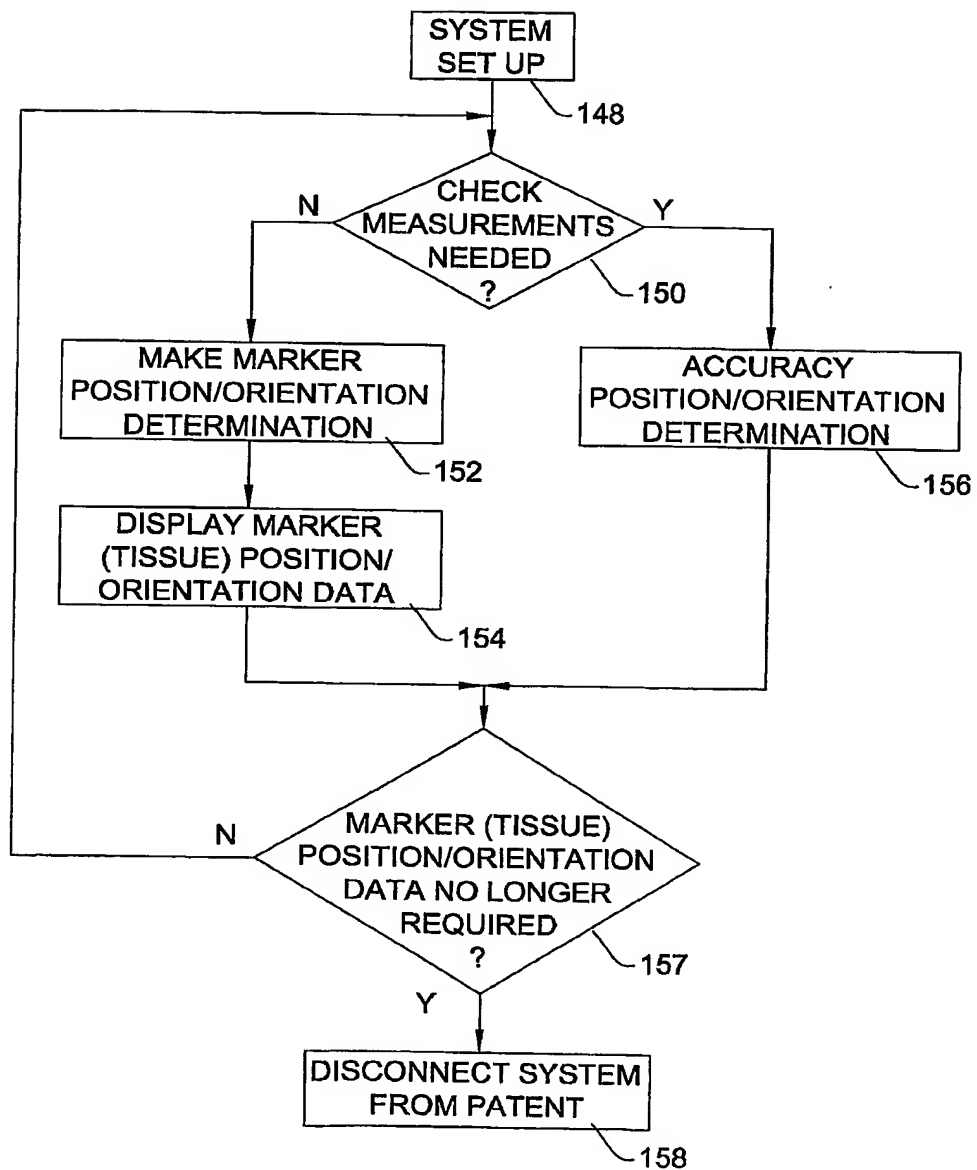 SYSTEM
SET UP
148
CHECK
MEASUREMENTS
NEEDED
?
N
Y
150
MAKE MARKER
POSITION/ORIENTATION
DETERMINATION
152
ACCURACY
POSITION/ORIENTATION
DETERMINATION
156
DISPLAY MARKER
(TISSUE) POSITION/
ORIENTATION DATA
154
N
MARKER (TISSUE)
POSITION/ORIENTATION
DATA NO LONGER
REQUIRED
?
157
Y
DISCONNECT SYSTEM
FROM PATENT
158